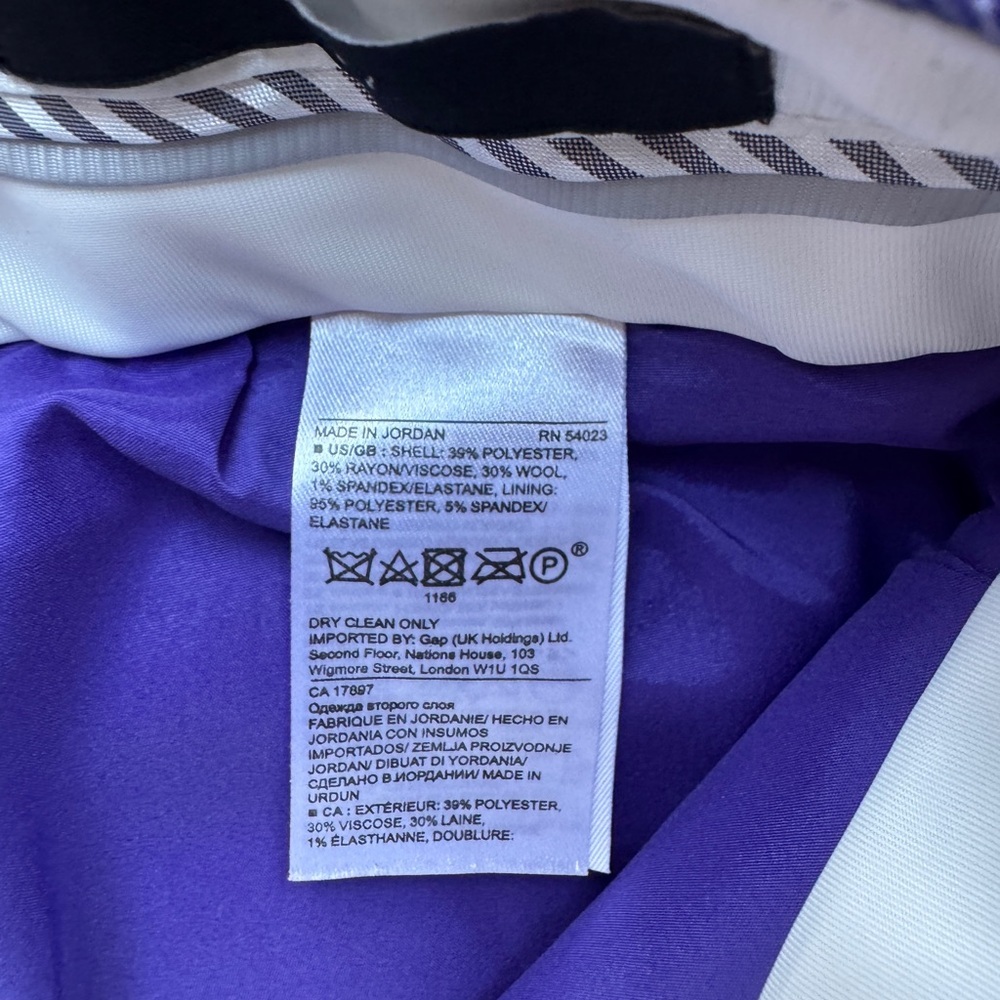 MADE IN JORDAN RN 54023
US/GB : SHELL: 39% POLYESTER,
30% RAYON/VISCOSE, 30% WOOL,
1% SPANDEX/ELASTANE, LINING:
95% POLYESTER, 5% SPANDEX/
ELASTANE
P ®
1186
DRY CLEAN ONLY
IMPORTED BY: Gap (UK Holdings) Ltd.
Second Floor, Nations House, 103
Wigmore Street, London W1U 1QS
CA 17897
Одежда второго слоя
FABRIQUE EN JORDANIE/ HECHO EN
JORDANIA CON INSUMOS
IMPORTADOS/ ZEMLJA PROIZVODNJE
JORDAN/ DIBUAT DI YORDANIA/
СДЕЛАНО В ИОРДАНИИ/ MADE IN
URDUN
CA : EXTÉRIEUR: 39% POLYESTER,
30% VISCOSE, 30% LAINE,
1% ÉLASTHANNE, DOUBLURE: